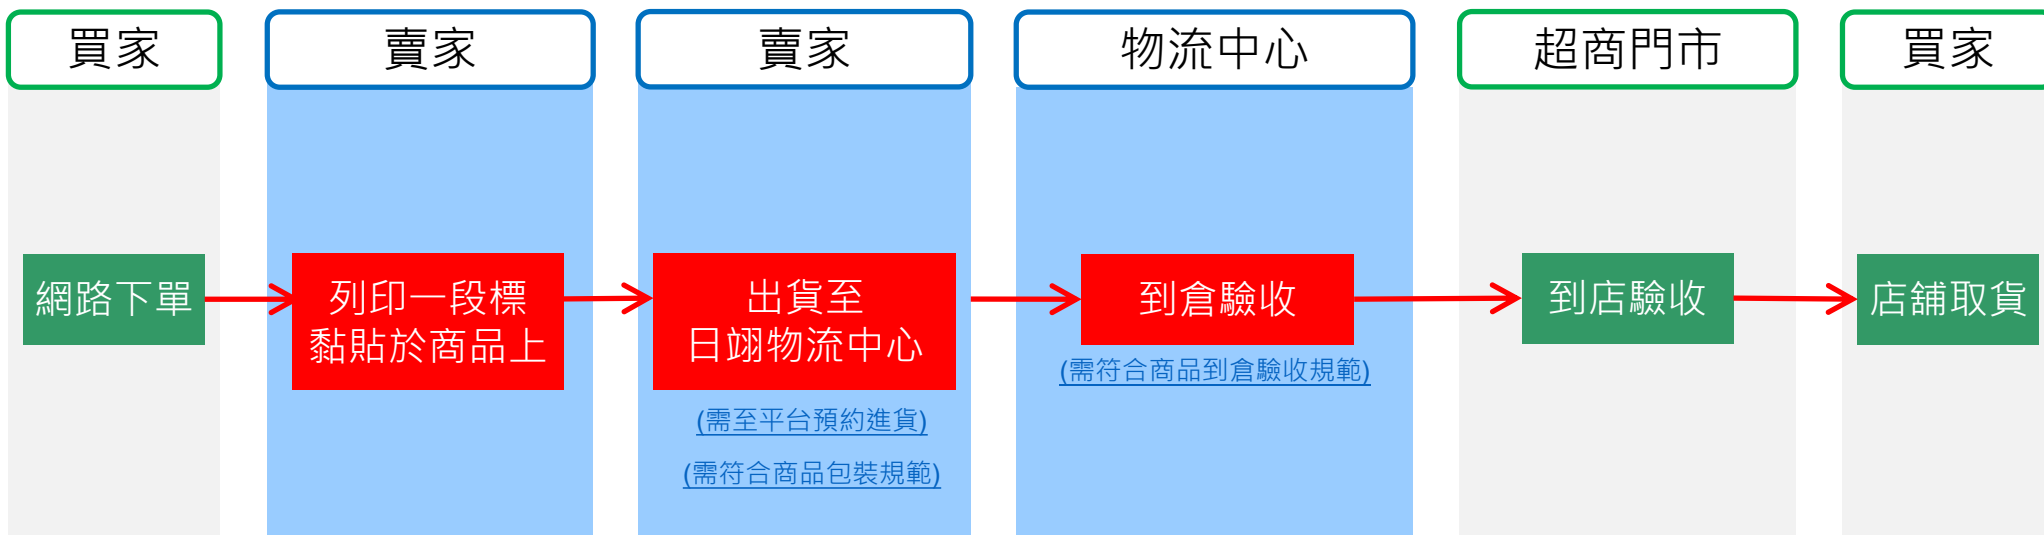 買家
賣家
賣家
物流中心
超商門市
買家
網路下單
列印一段標
黏貼於商品上
出貨至
日翊物流中心
(需至平台預約進貨)
(需符合商品包裝規範)
到倉驗收
(需符合商品到倉驗收規範)
到店驗收
店舖取貨